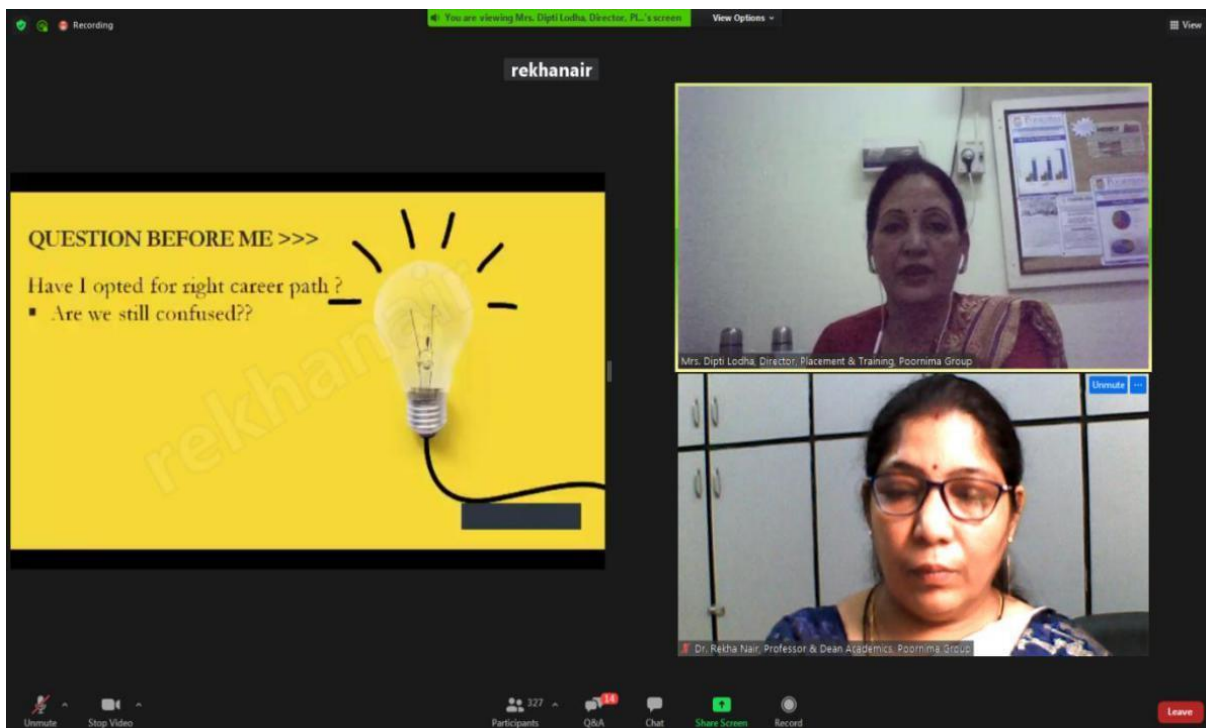 Recording
You are viewing Mrs. Dipti Lodha, Director, Pl...'s screen
View Options
View
rekhanair
QUESTION BEFORE ME >>>
Have I opted for right career path ?
▪ Are we still confused??
rekhanair
Mrs. Dipti Lodha, Director, Placement & Training, Poornima Group
Unmute
...
Dr. Rekha Nair, Professor & Dean Academics, Poornima Group
Unmute
Stop Video
327
Participants
14
Q&A
Chat
Share Screen
Record
Leave